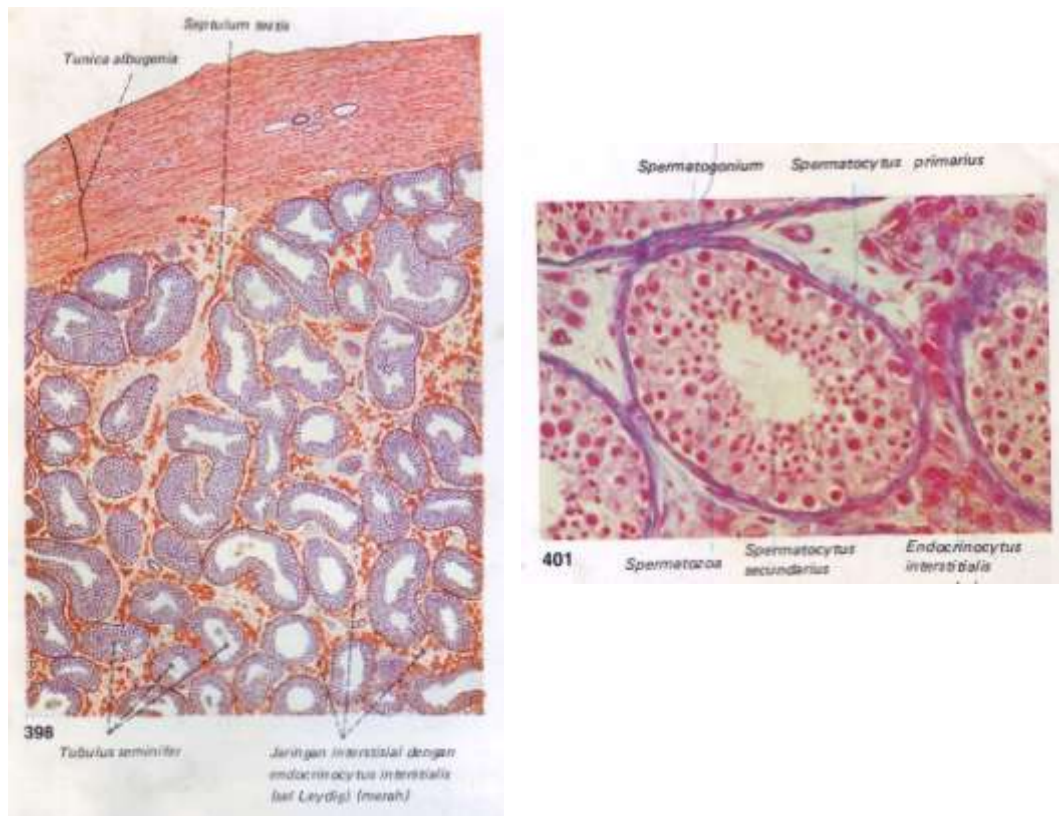 Septulum testis
Tunica albugenia
398
Tubulus seminifer
Jaringan interstisial dengan
endocrinocytus interstitialis
(sel Leydig) (merah)
Spermatogonium
Spermatocytus primarius
401
Spermatozoa
Spermatocytus
secundarius
Endocrinocytus
interstitialis